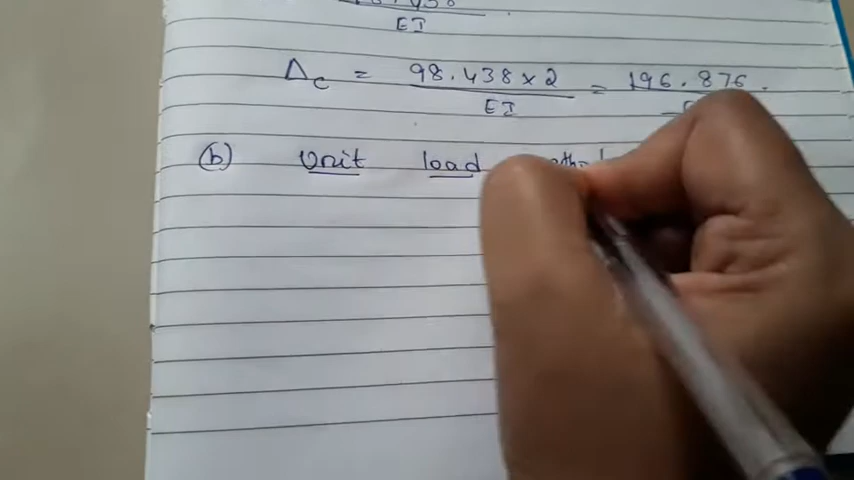 EI
Δc = 98.438 × 2 / EI = 196.876
(b) Unit load